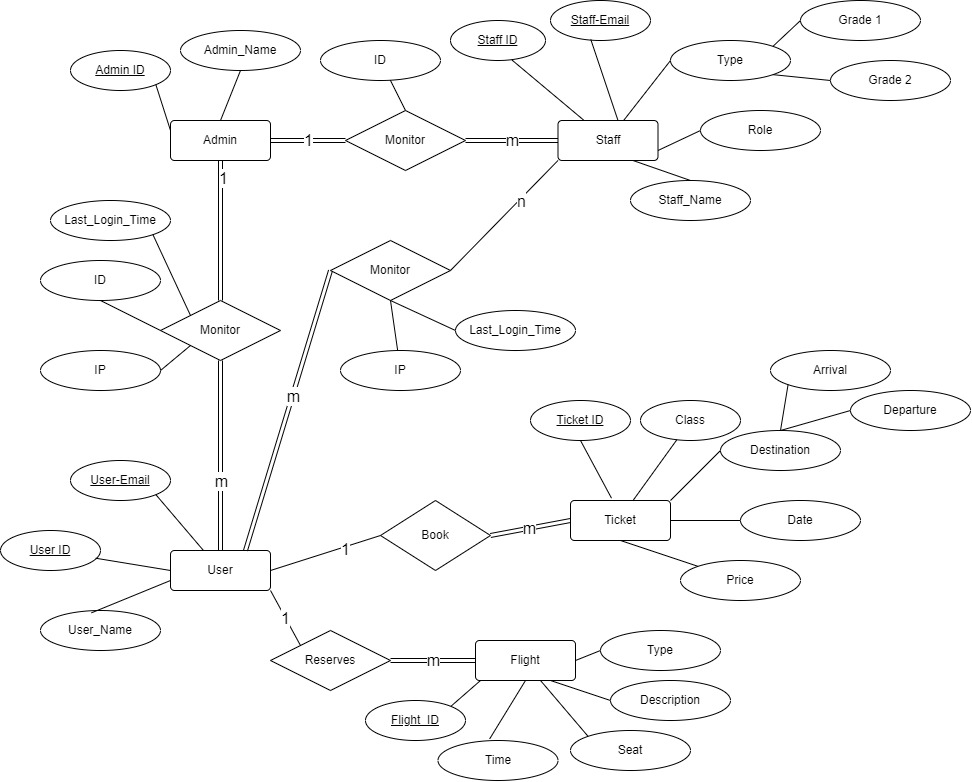 Admin ID
Admin_Name
ID
Staff ID
Staff-Email
Type
Grade 1
Grade 2
Admin
1
Monitor
m
Staff
Role
Staff_Name
1
n
Last_Login_Time
ID
IP
Monitor
Monitor
Last_Login_Time
IP
m
m
User-Email
User ID
User_Name
User
1
Book
m
Ticket ID
Class
Arrival
Departure
Destination
Ticket
Date
Price
1
Reserves
m
Flight
Type
Description
Seat
Time
Flight_ID